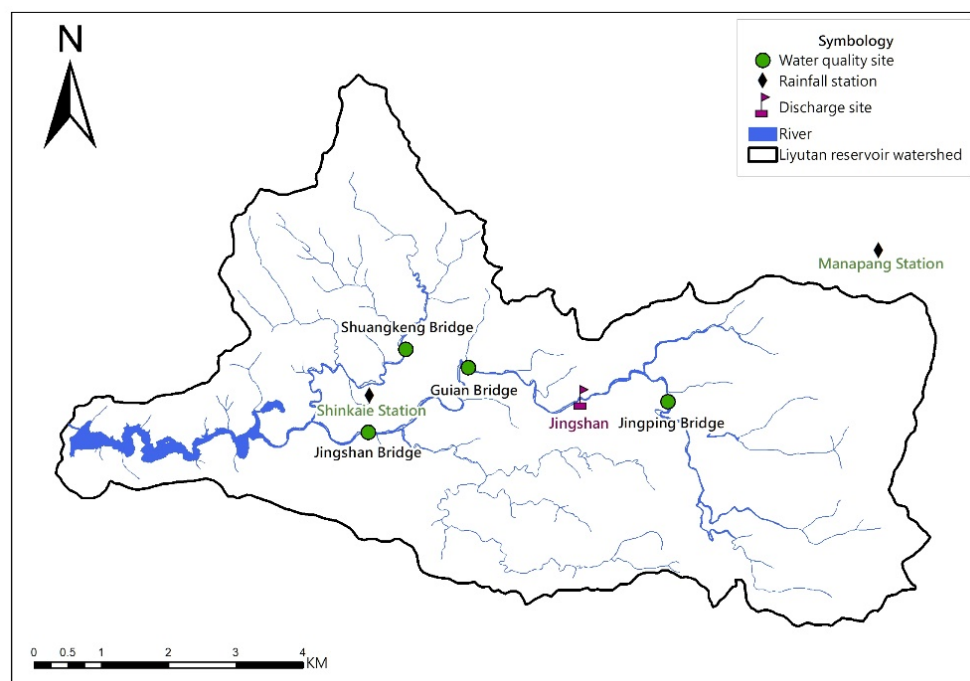 N
Symbology
Water quality site
Rainfall station
Discharge site
River
Liyutan reservoir watershed
Manapang Station
Shuangkeng Bridge
Guian Bridge
Shinkaie Station
Jingshan
Jingping Bridge
Jingshan Bridge
0 0.5 1 2 3 4 KM